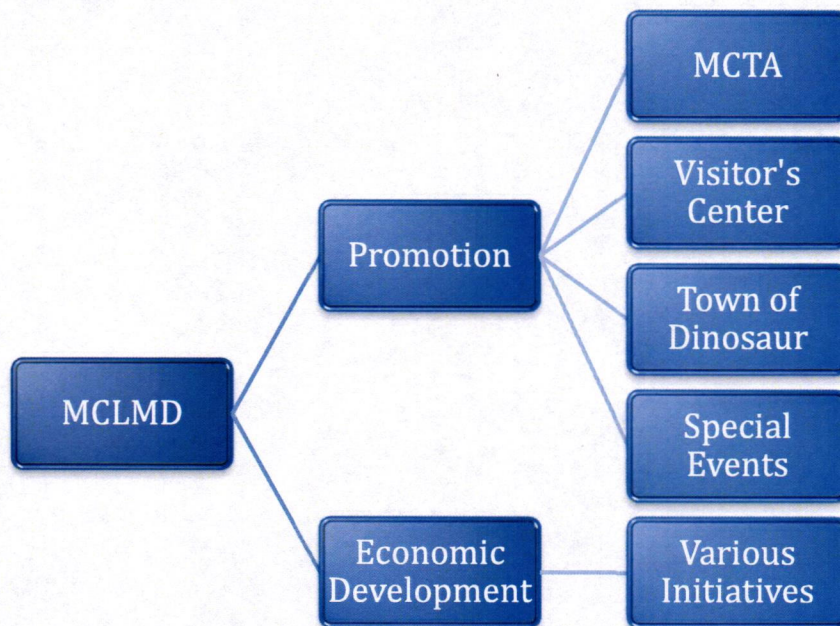 MCLMD
Promotion
Economic
Development
MCTA
Visitor's
Center
Town of
Dinosaur
Special
Events
Various
Initiatives